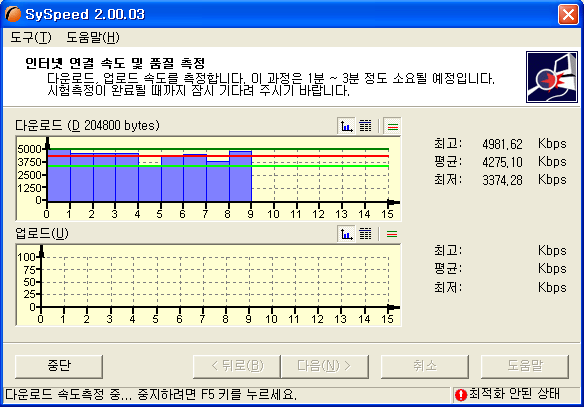 SySpeed 2.00.03
도구(T) 도움말(H)
인터넷 연결 속도 및 품질 측정
다운로드, 업로드 속도를 측정합니다. 이 과정은 1분 ~ 3분 정도 소요될 예정입니다.
시험측정이 완료될 때까지 잠시 기다려 주시기 바랍니다.
다운로드 (D 204800 bytes)
5000
3750
2500
1250
0
0 1 2 3 4 5 6 7 8 9 10 11 12 13 14 15
최고: 4981,62 Kbps
평균: 4275,10 Kbps
최저: 3374,28 Kbps
업로드(U)
100
75
50
25
0
0 1 2 3 4 5 6 7 8 9 10 11 12 13 14 15
최고: Kbps
평균: Kbps
최저: Kbps
중단 < 뒤로(B) 다음(N) > 취소 도움말
다운로드 속도측정 중... 중지하려면 F5 키를 누르세요. 최적화 안된 상태